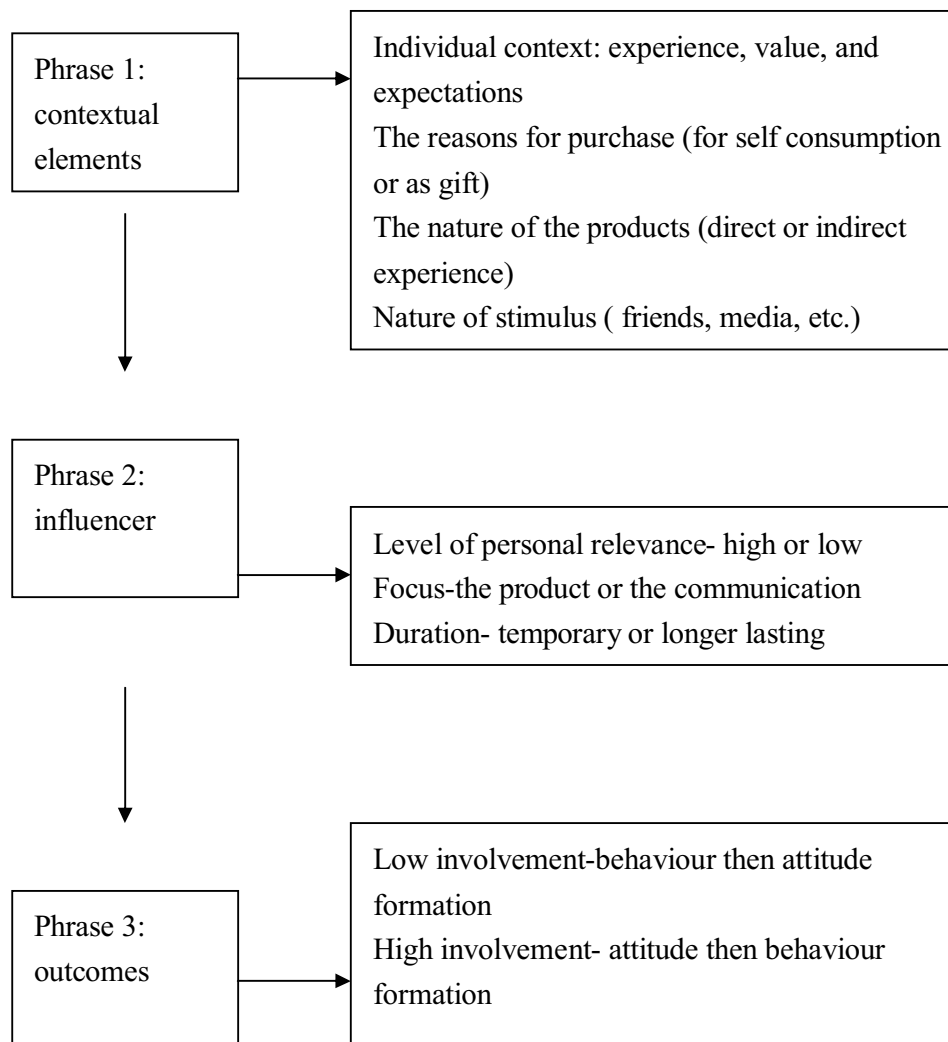 Phrase 1:
contextual
elements
Individual context: experience, value, and
expectations
The reasons for purchase (for self consumption
or as gift)
The nature of the products (direct or indirect
experience)
Nature of stimulus ( friends, media, etc.)
Phrase 2:
influencer
Level of personal relevance- high or low
Focus-the product or the communication
Duration- temporary or longer lasting
Phrase 3:
outcomes
Low involvement-behaviour then attitude
formation
High involvement- attitude then behaviour
formation